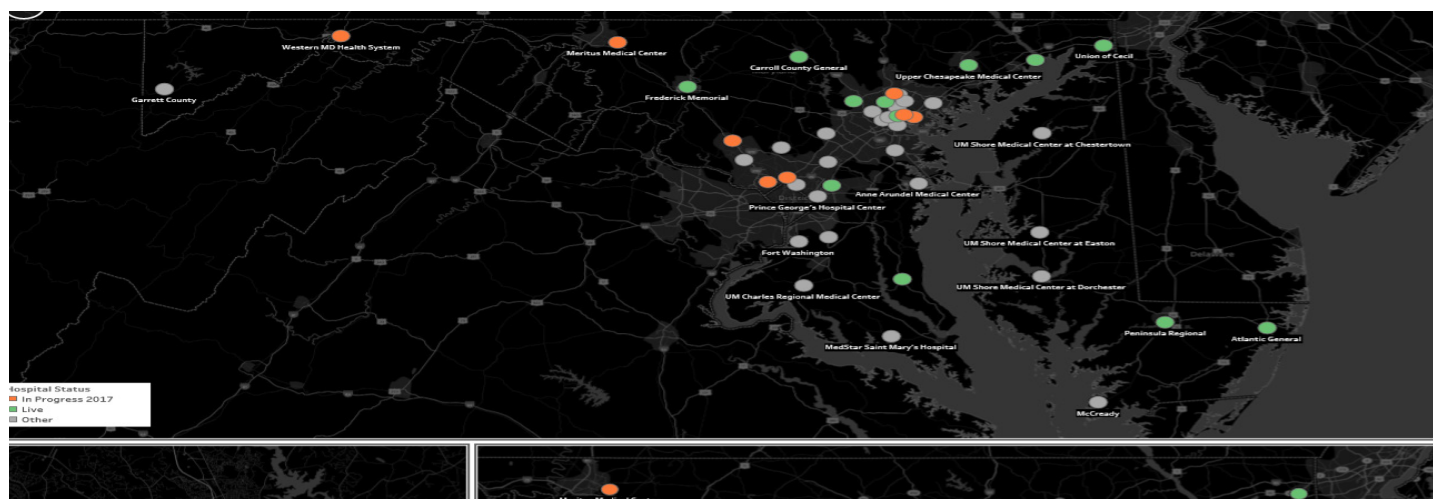 Western MD Health System
Meritus Medical Center
Union of Cecil
Carroll County General
Upper Chesapeake Medical Center
Garrett County
Frederick Memorial
UM Shore Medical Center at Chestertown
Anne Arundel Medical Center
Prince George's Hospital Center
UM Shore Medical Center at Easton
Fort Washington
Delaware
UM Shore Medical Center at Dorchester
UM Charles Regional Medical Center
Peninsula Regional
Atlantic General
MedStar Saint Mary's Hospital
McCready
Hospital Status
In Progress 2017
Live
Other